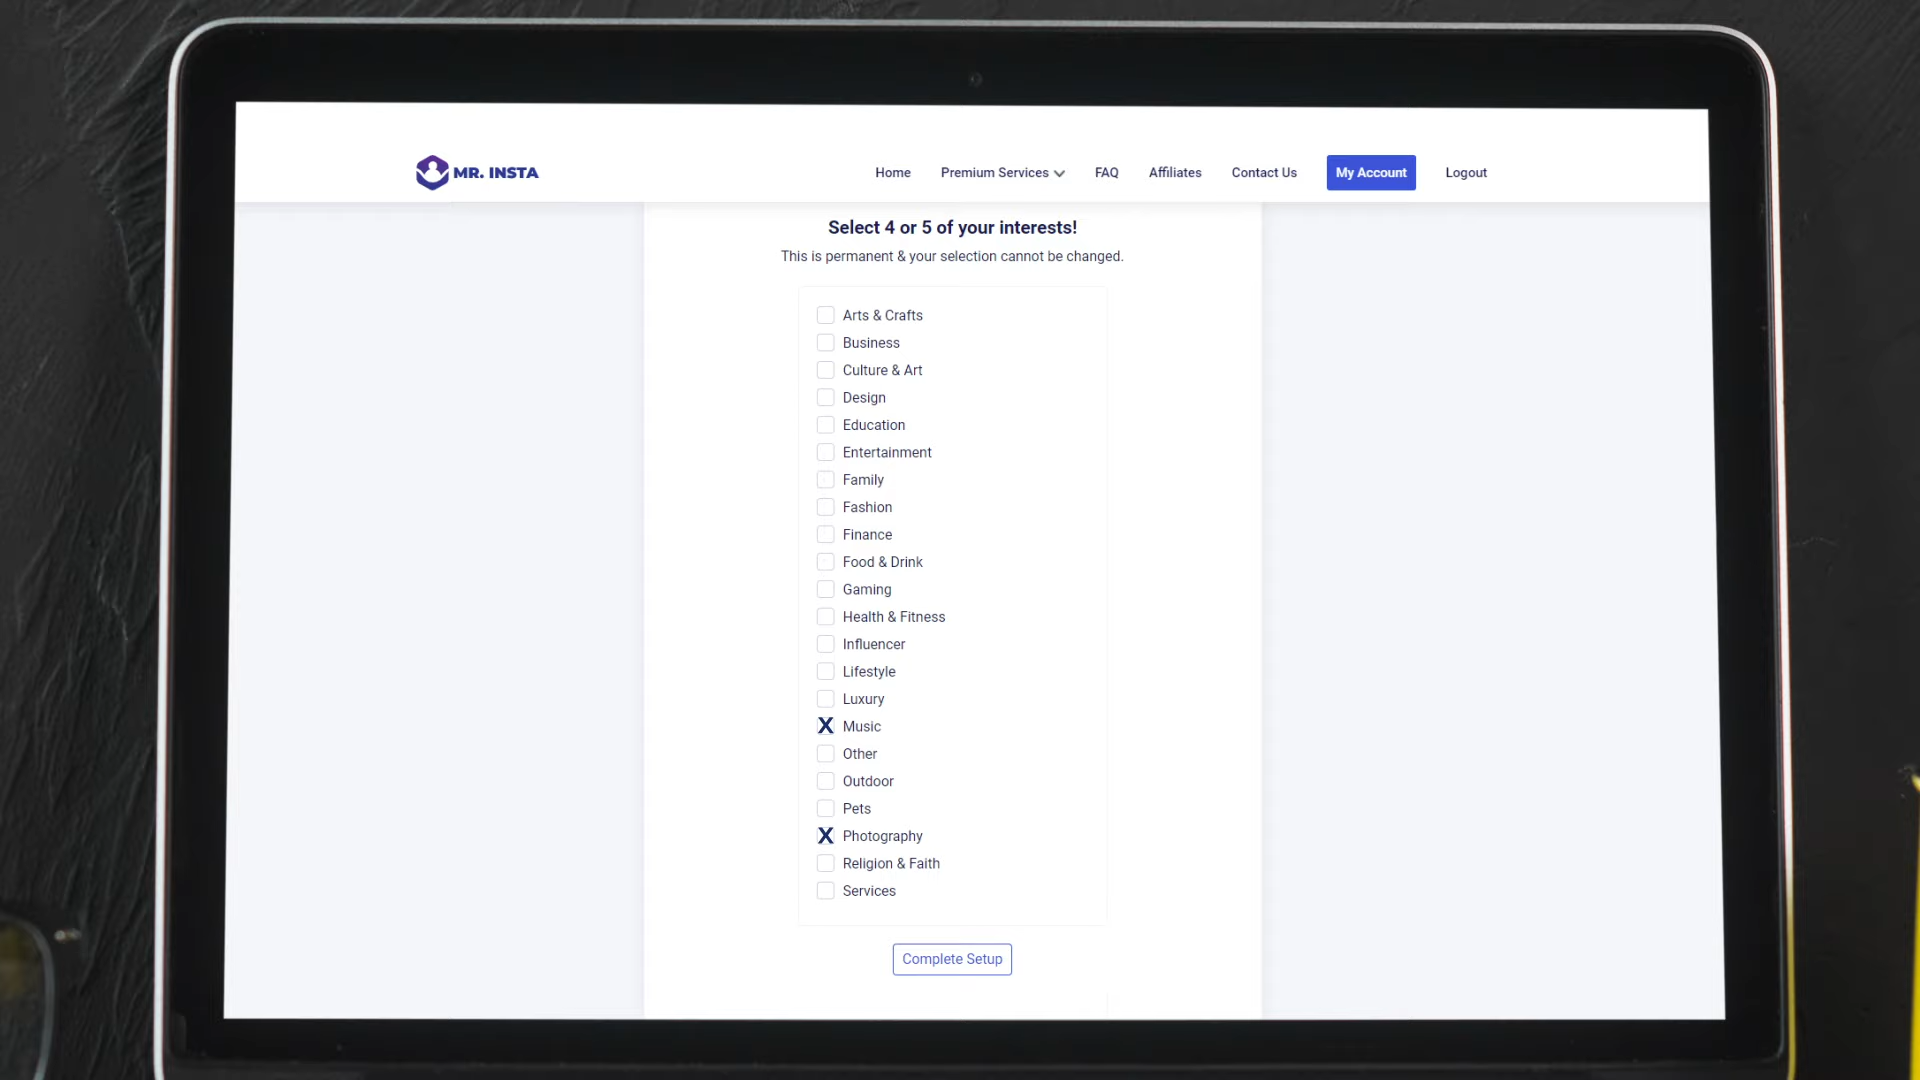 MR. INSTA
Home Premium Services FAQ Affiliates Contact Us My Account Logout
Select 4 or 5 of your interests!
This is permanent & your selection cannot be changed.
Arts & Crafts
Business
Culture & Art
Design
Education
Entertainment
Family
Fashion
Finance
Food & Drink
Gaming
Health & Fitness
Influencer
Lifestyle
Luxury
X Music
Other
Outdoor
Pets
X Photography
Religion & Faith
Services
Complete Setup